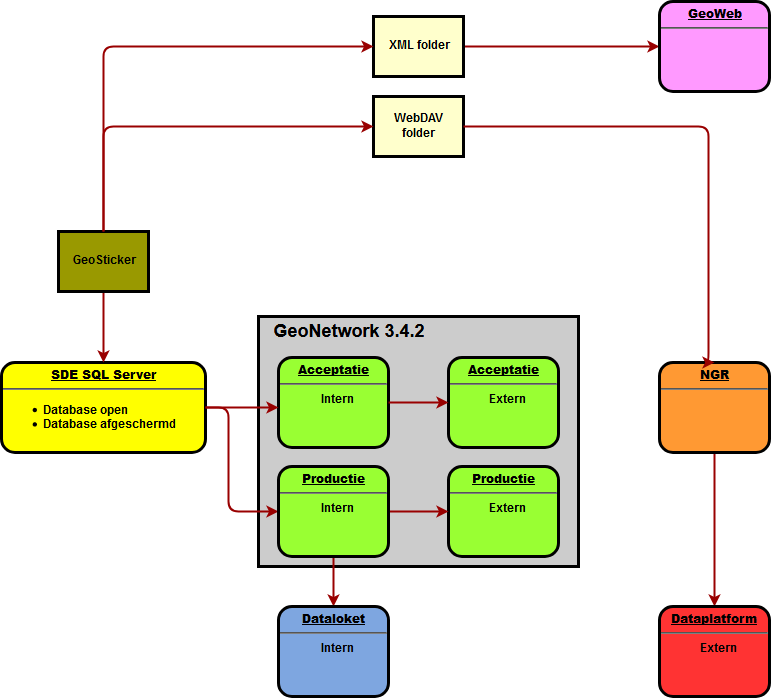 GeoWeb
XML folder
WebDAV
folder
GeoSticker
GeoNetwork 3.4.2
SDE SQL Server
• Database open
• Database afgeschermd
Acceptatie
Intern
Acceptatie
Extern
NGR
Productie
Intern
Productie
Extern
Dataloket
Intern
Dataplatform
Extern